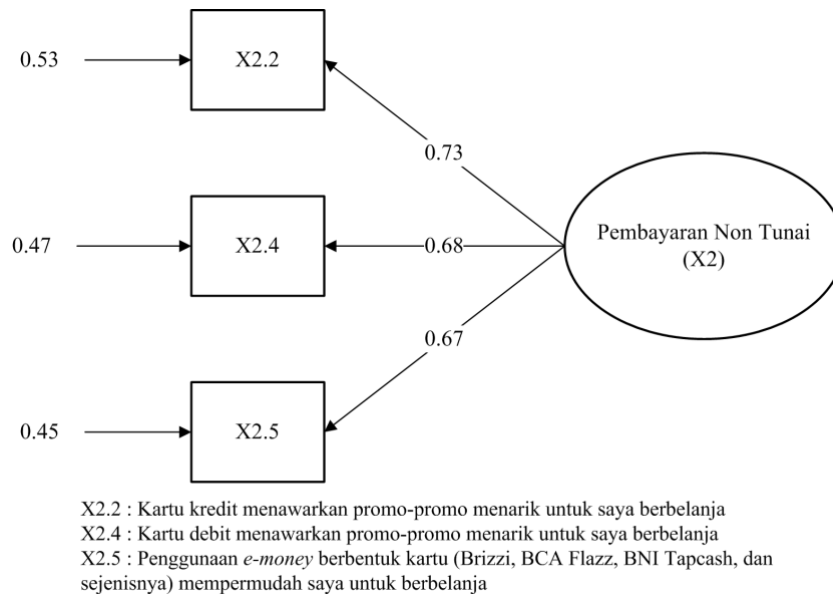 0.53
X2.2
0.73
0.47
X2.4
0.68
Pembayaran Non Tunai
(X2)
0.67
0.45
X2.5
X2.2 : Kartu kredit menawarkan promo-promo menarik untuk saya berbelanja
X2.4 : Kartu debit menawarkan promo-promo menarik untuk saya berbelanja
X2.5 : Penggunaan e-money berbentuk kartu (Brizzi, BCA Flazz, BNI Tapcash, dan
sejenisnya) mempermudah saya untuk berbelanja